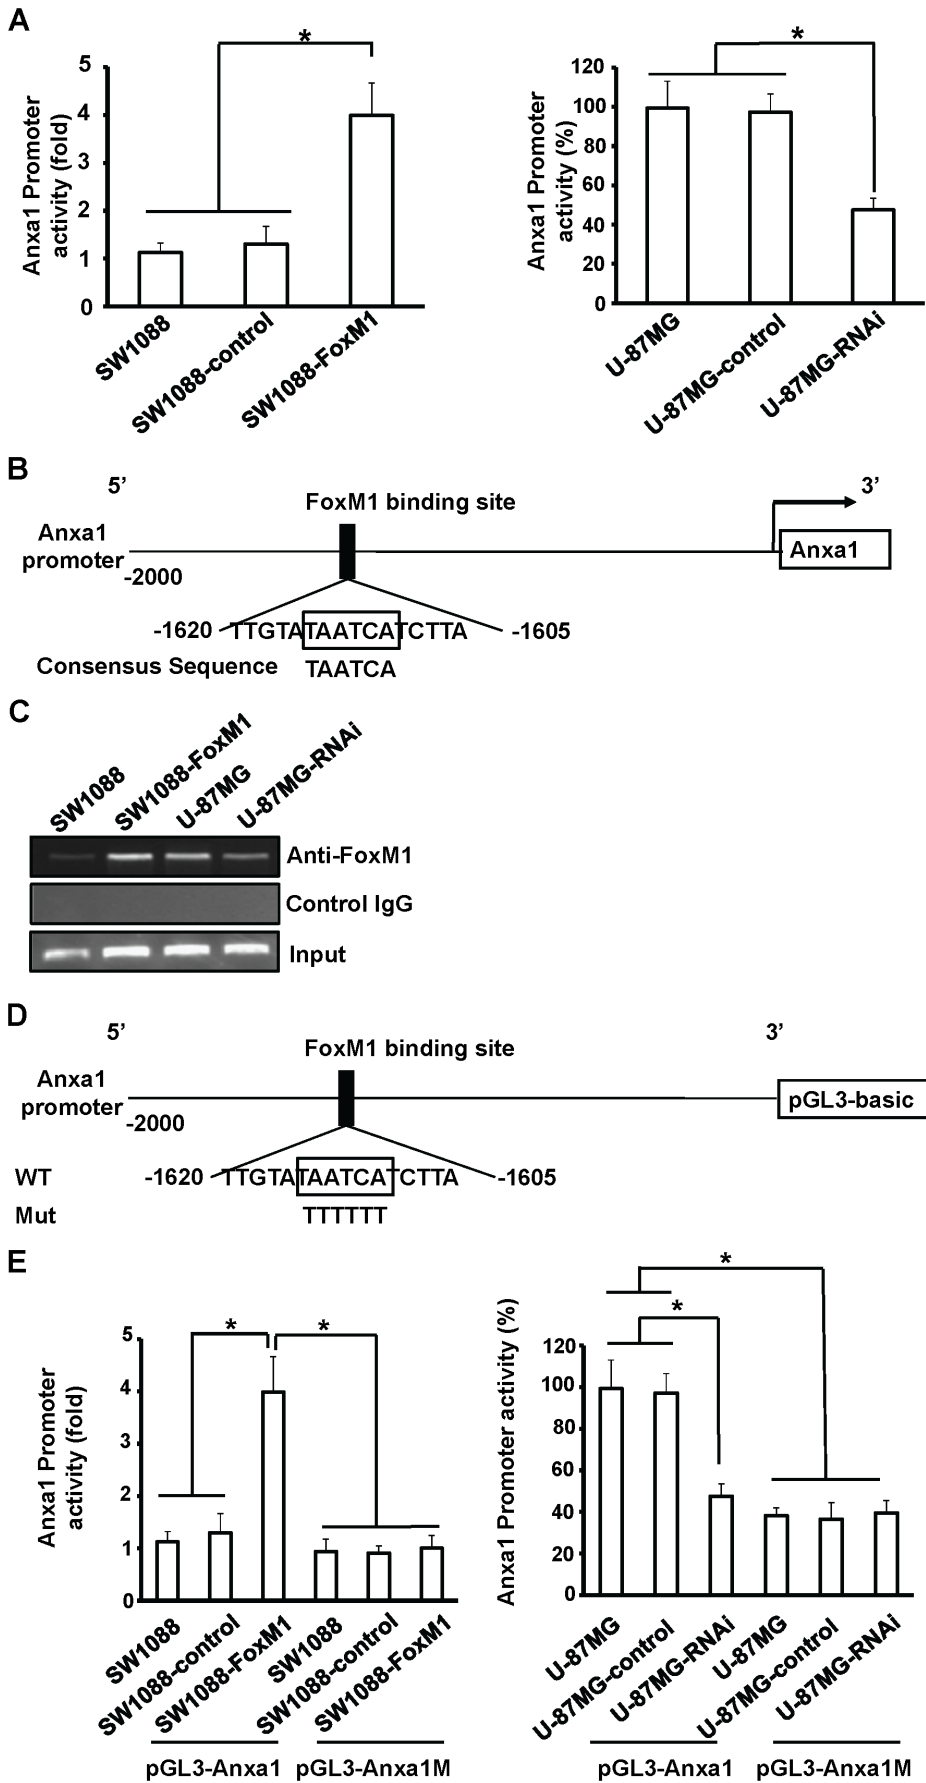 A
Anxa1 Promoter
activity (fold)
5
4
3
2
1
0
*
SW1088
SW1088-control
SW1088-FoxM1
Anxa1 Promoter
activity (%)
120
100
80
60
40
20
0
*
U-87MG
U-87MG-control
U-87MG-RNAi
B
5’
3’
FoxM1 binding site
Anxa1
promoter
-2000
Anxa1
-1620
TTGTATAATCATCTTA
-1605
Consensus Sequence
TAATCA
C
SW1088
SW1088-FoxM1
U-87MG
U-87MG-RNAi
Anti-FoxM1
Control IgG
Input
D
5’
3’
FoxM1 binding site
Anxa1
promoter
-2000
pGL3-basic
WT
-1620
TTGTATAATCATCTTA
-1605
Mut
TTTTTT
E
Anxa1 Promoter
activity (fold)
5
4
3
2
1
0
*
*
SW1088
SW1088-control
SW1088-FoxM1
SW1088
SW1088-control
SW1088-FoxM1
pGL3-Anxa1
pGL3-Anxa1M
Anxa1 Promoter activity (%)
120
100
80
60
40
20
0
*
*
U-87MG
U-87MG-control
U-87MG-RNAi
U-87MG
U-87MG-control
U-87MG-RNAi
pGL3-Anxa1
pGL3-Anxa1M